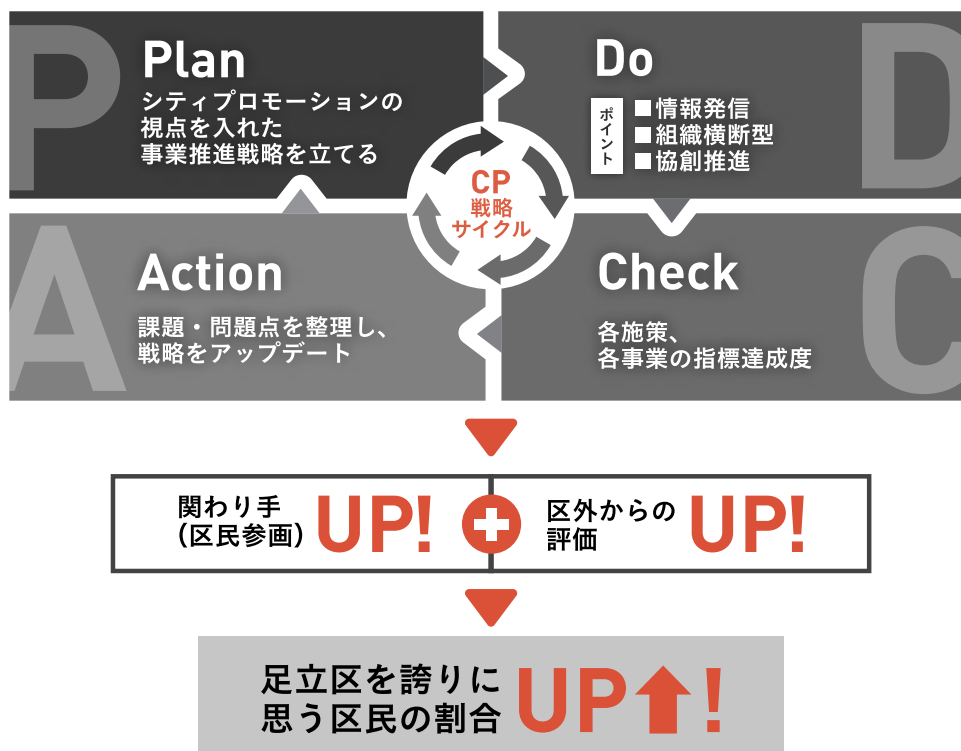 P
Plan
シティプロモーションの
視点を入れた
事業推進戦略を立てる
D
Do
ポイント
■情報発信
■組織横断型
■協創推進
CP
戦略
サイクル
A
Action
課題・問題点を整理し、
戦略をアップデート
C
Check
各施策、
各事業の指標達成度
関わり手
(区民参画)
UP!
区外からの
評価
UP!
足立区を誇りに
思う区民の割合
UP!